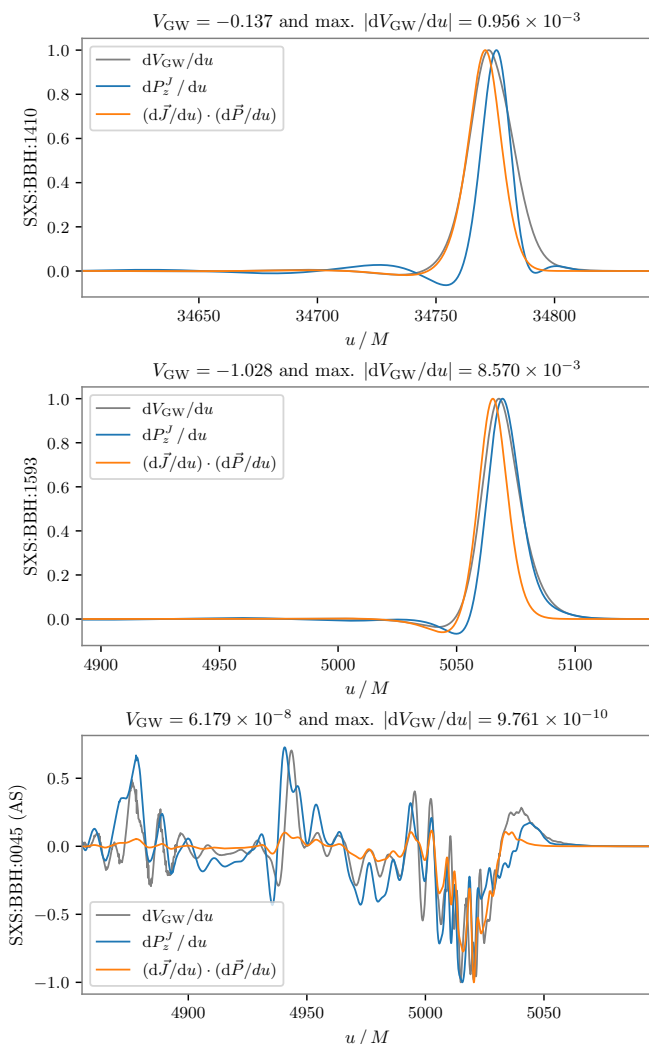 V_GW = −0.137 and max. |dV_GW/du| = 0.956 × 10^−3
SXS:BBH:1410
1.0
0.8
0.6
0.4
0.2
0.0
dV_GW/du
dP_z^J / du
(dJ⃗/du) · (dP⃗/du)
34650
34700
34750
34800
u / M
V_GW = −1.028 and max. |dV_GW/du| = 8.570 × 10^−3
SXS:BBH:1593
1.0
0.8
0.6
0.4
0.2
0.0
dV_GW/du
dP_z^J / du
(dJ⃗/du) · (dP⃗/du)
4900
4950
5000
5050
5100
u / M
V_GW = 6.179 × 10^−8 and max. |dV_GW/du| = 9.761 × 10^−10
SXS:BBH:0045 (AS)
0.5
0.0
−0.5
−1.0
dV_GW/du
dP_z^J / du
(dJ⃗/du) · (dP⃗/du)
4900
4950
5000
5050
u / M